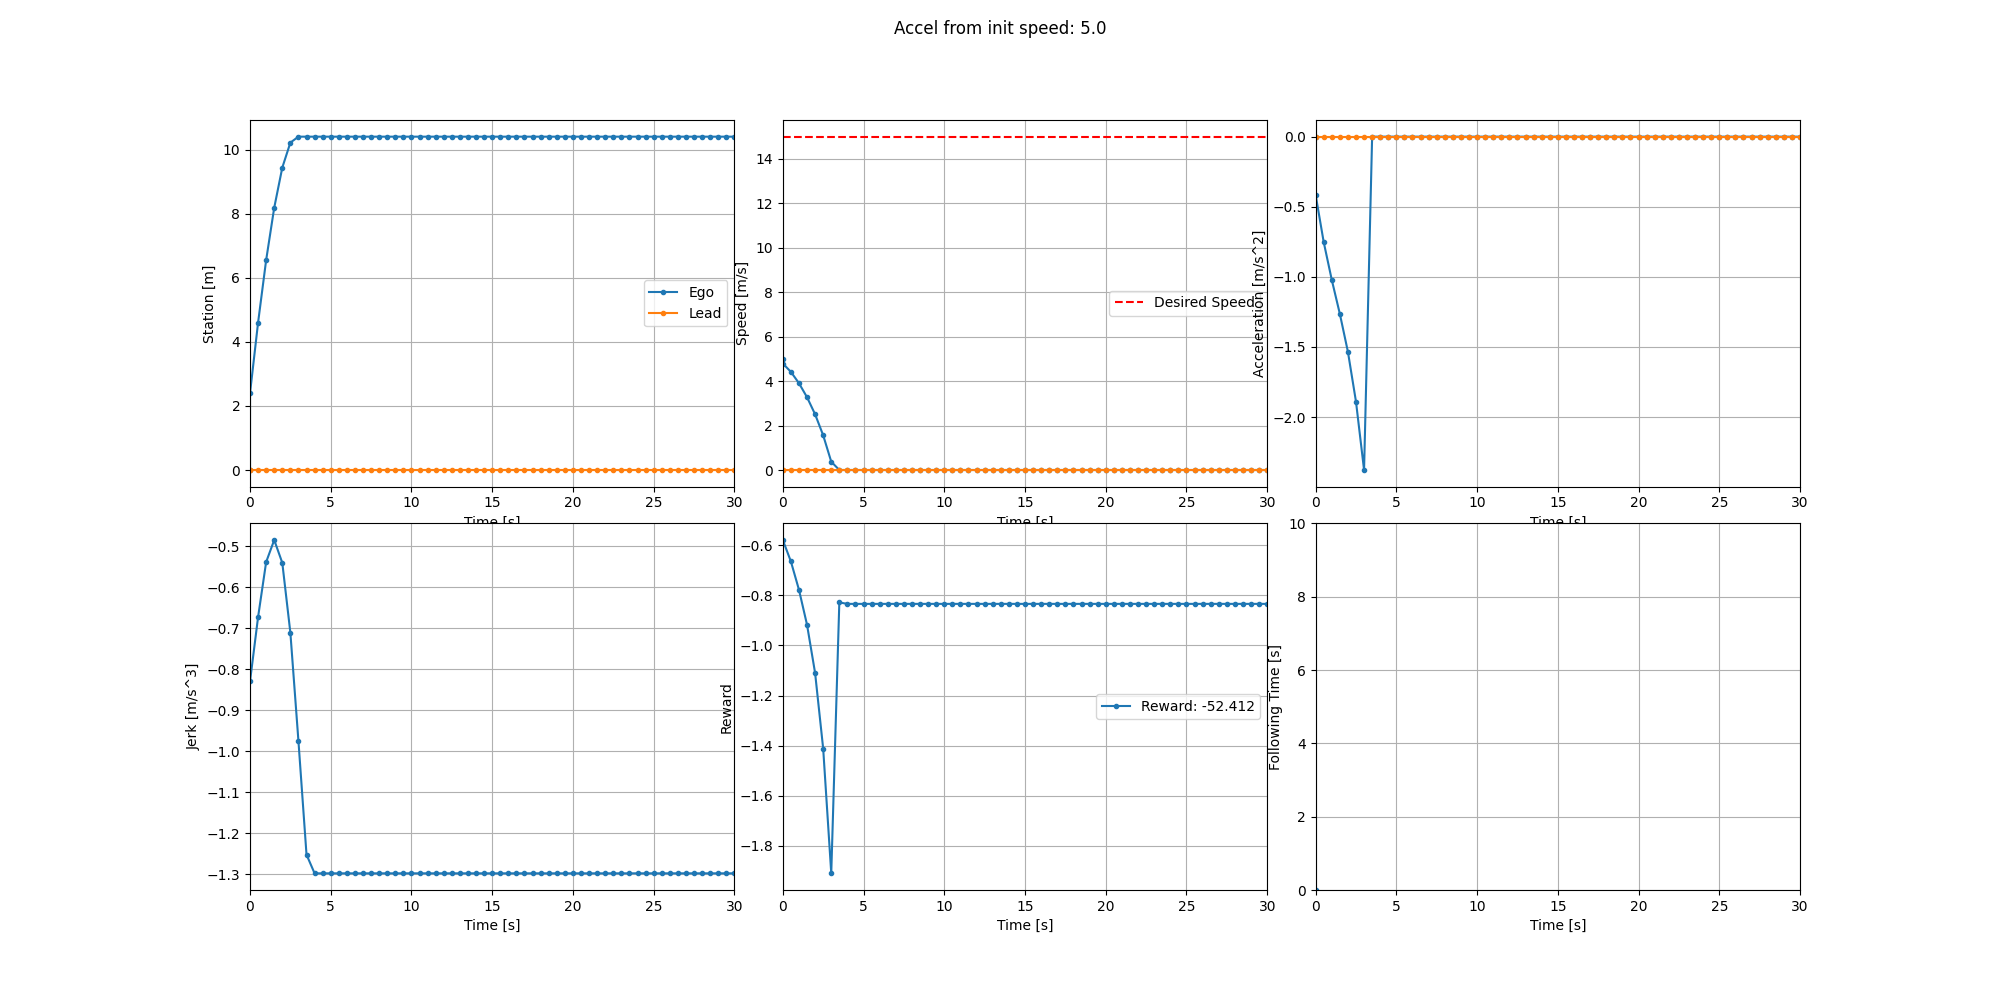 Accel from init speed: 5.0
Station [m]
10
8
6
4
2
0
Ego
Lead
0 5 10 15 20 25 30
Time [s]
Speed [m/s]
14
12
10
8
6
4
2
0
Desired Speed
0 5 10 15 20 25 30
Time [s]
Acceleration [m/s^2]
0.0
−0.5
−1.0
−1.5
−2.0
0 5 10 15 20 25 30
Time [s]
Jerk [m/s^3]
−0.5
−0.6
−0.7
−0.8
−0.9
−1.0
−1.1
−1.2
−1.3
0 5 10 15 20 25 30
Time [s]
Reward
−0.6
−0.8
−1.0
−1.2
−1.4
−1.6
−1.8
Reward: -52.412
0 5 10 15 20 25 30
Time [s]
Following Time [s]
10
8
6
4
2
0
0 5 10 15 20 25 30
Time [s]